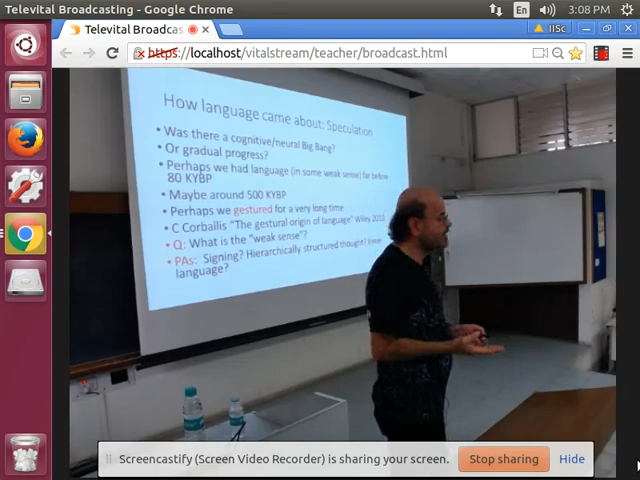 Televital Broadcasting - Google Chrome
En
3:08 PM
Televital Broadcas
IISc
https://localhost/vitalstream/teacher/broadcast.html
How language came about: Speculation
• Was there a cognitive/neural Big Bang?
• Or gradual progress?
• Perhaps we had language (in some weak sense) far before
80 KYBP
• Maybe around 500 KYBP
• Perhaps we gestured for a very long time
• C Corballis "The gestural origin of language" Wiley
• Q: What is the "weak sense"?
• PAs: Signing? Hierarchically structured thought? Inner
language?
Screencastify (Screen Video Recorder) is sharing your screen.
Stop sharing
Hide